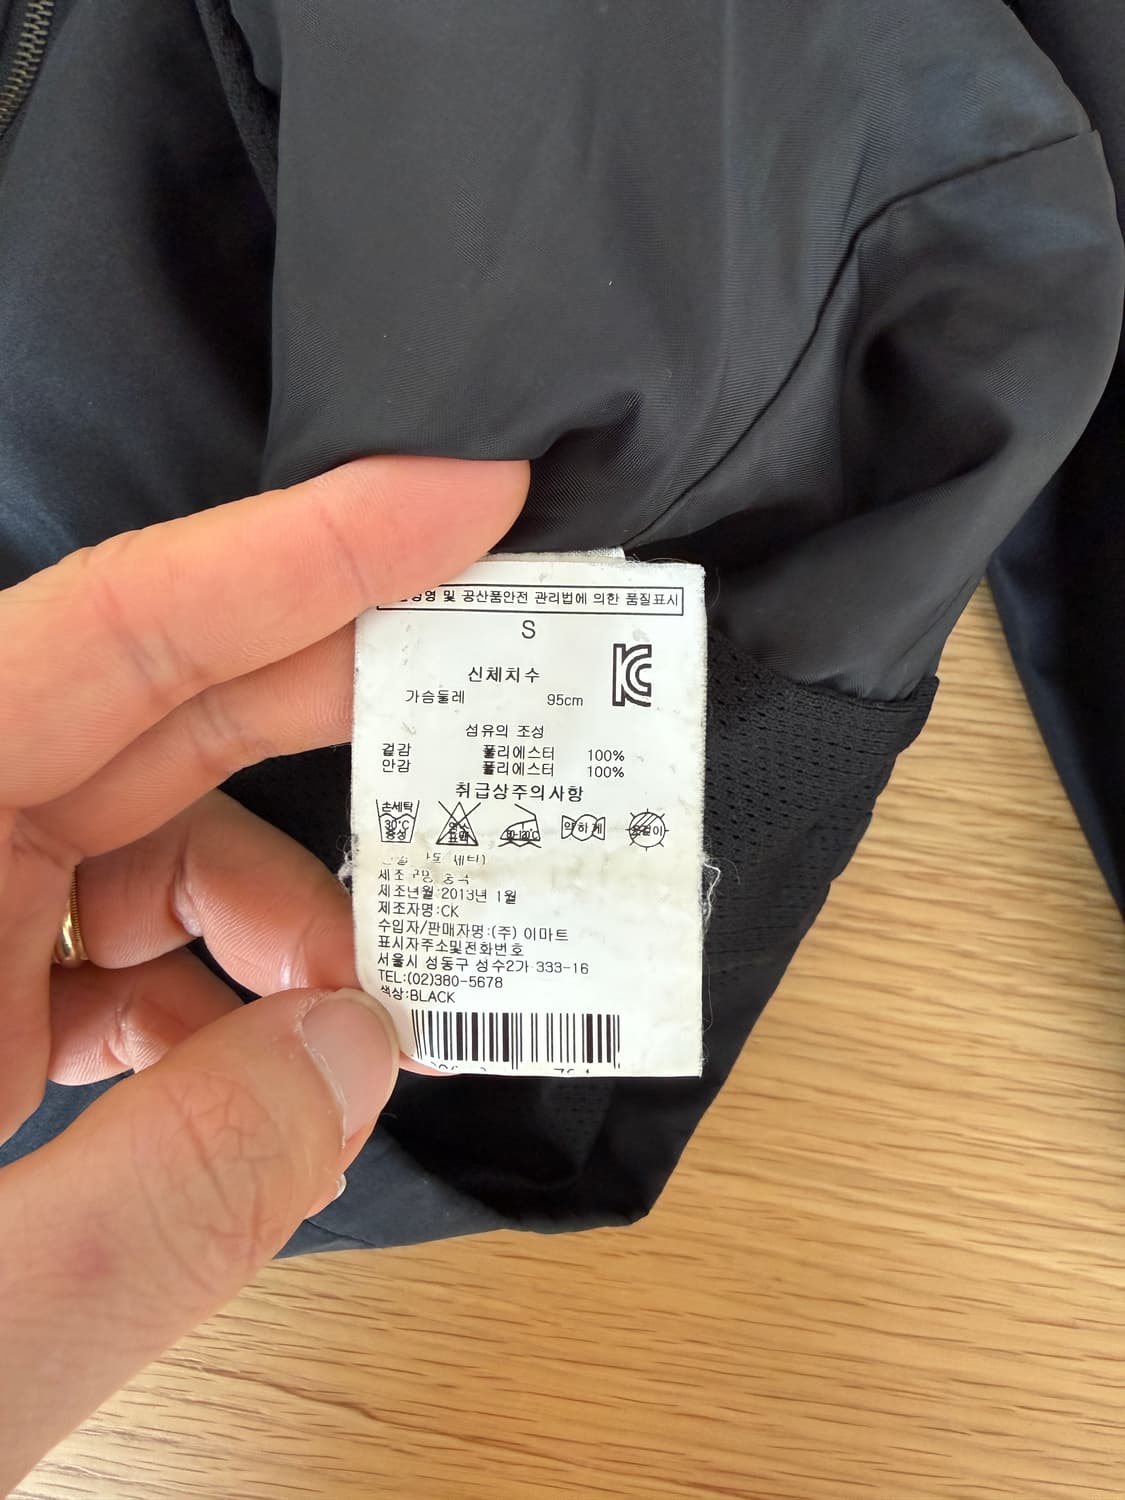 및 공산품안전 관리법에 의한 품질표시
S
신체치수
가슴둘레 95cm
섬유의 조성
겉감 폴리에스터 100%
안감 폴리에스터 100%
취급상주의사항
손세탁 30°C 중성
약하게
제조년월:2013년 1월
제조자명:CK
수입자/판매자명:(주) 이마트
표시자주소및전화번호
서울시 성동구 성수2가 333-16
TEL:(02)380-5678
색상:BLACK